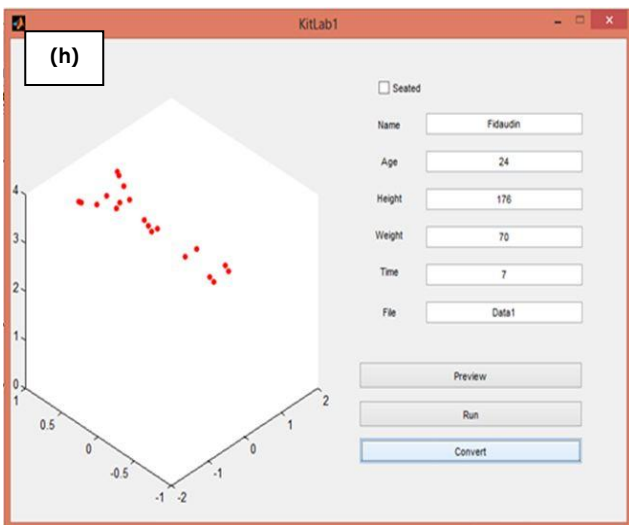 KitLab1
(h)
Seated
Name Fidaudin
Age 24
Height 176
Weight 70
Time 7
File Data1
Preview
Run
Convert
4
3
2
1
0
1
0.5
0
-0.5
-1
-2
-1
0
1
2